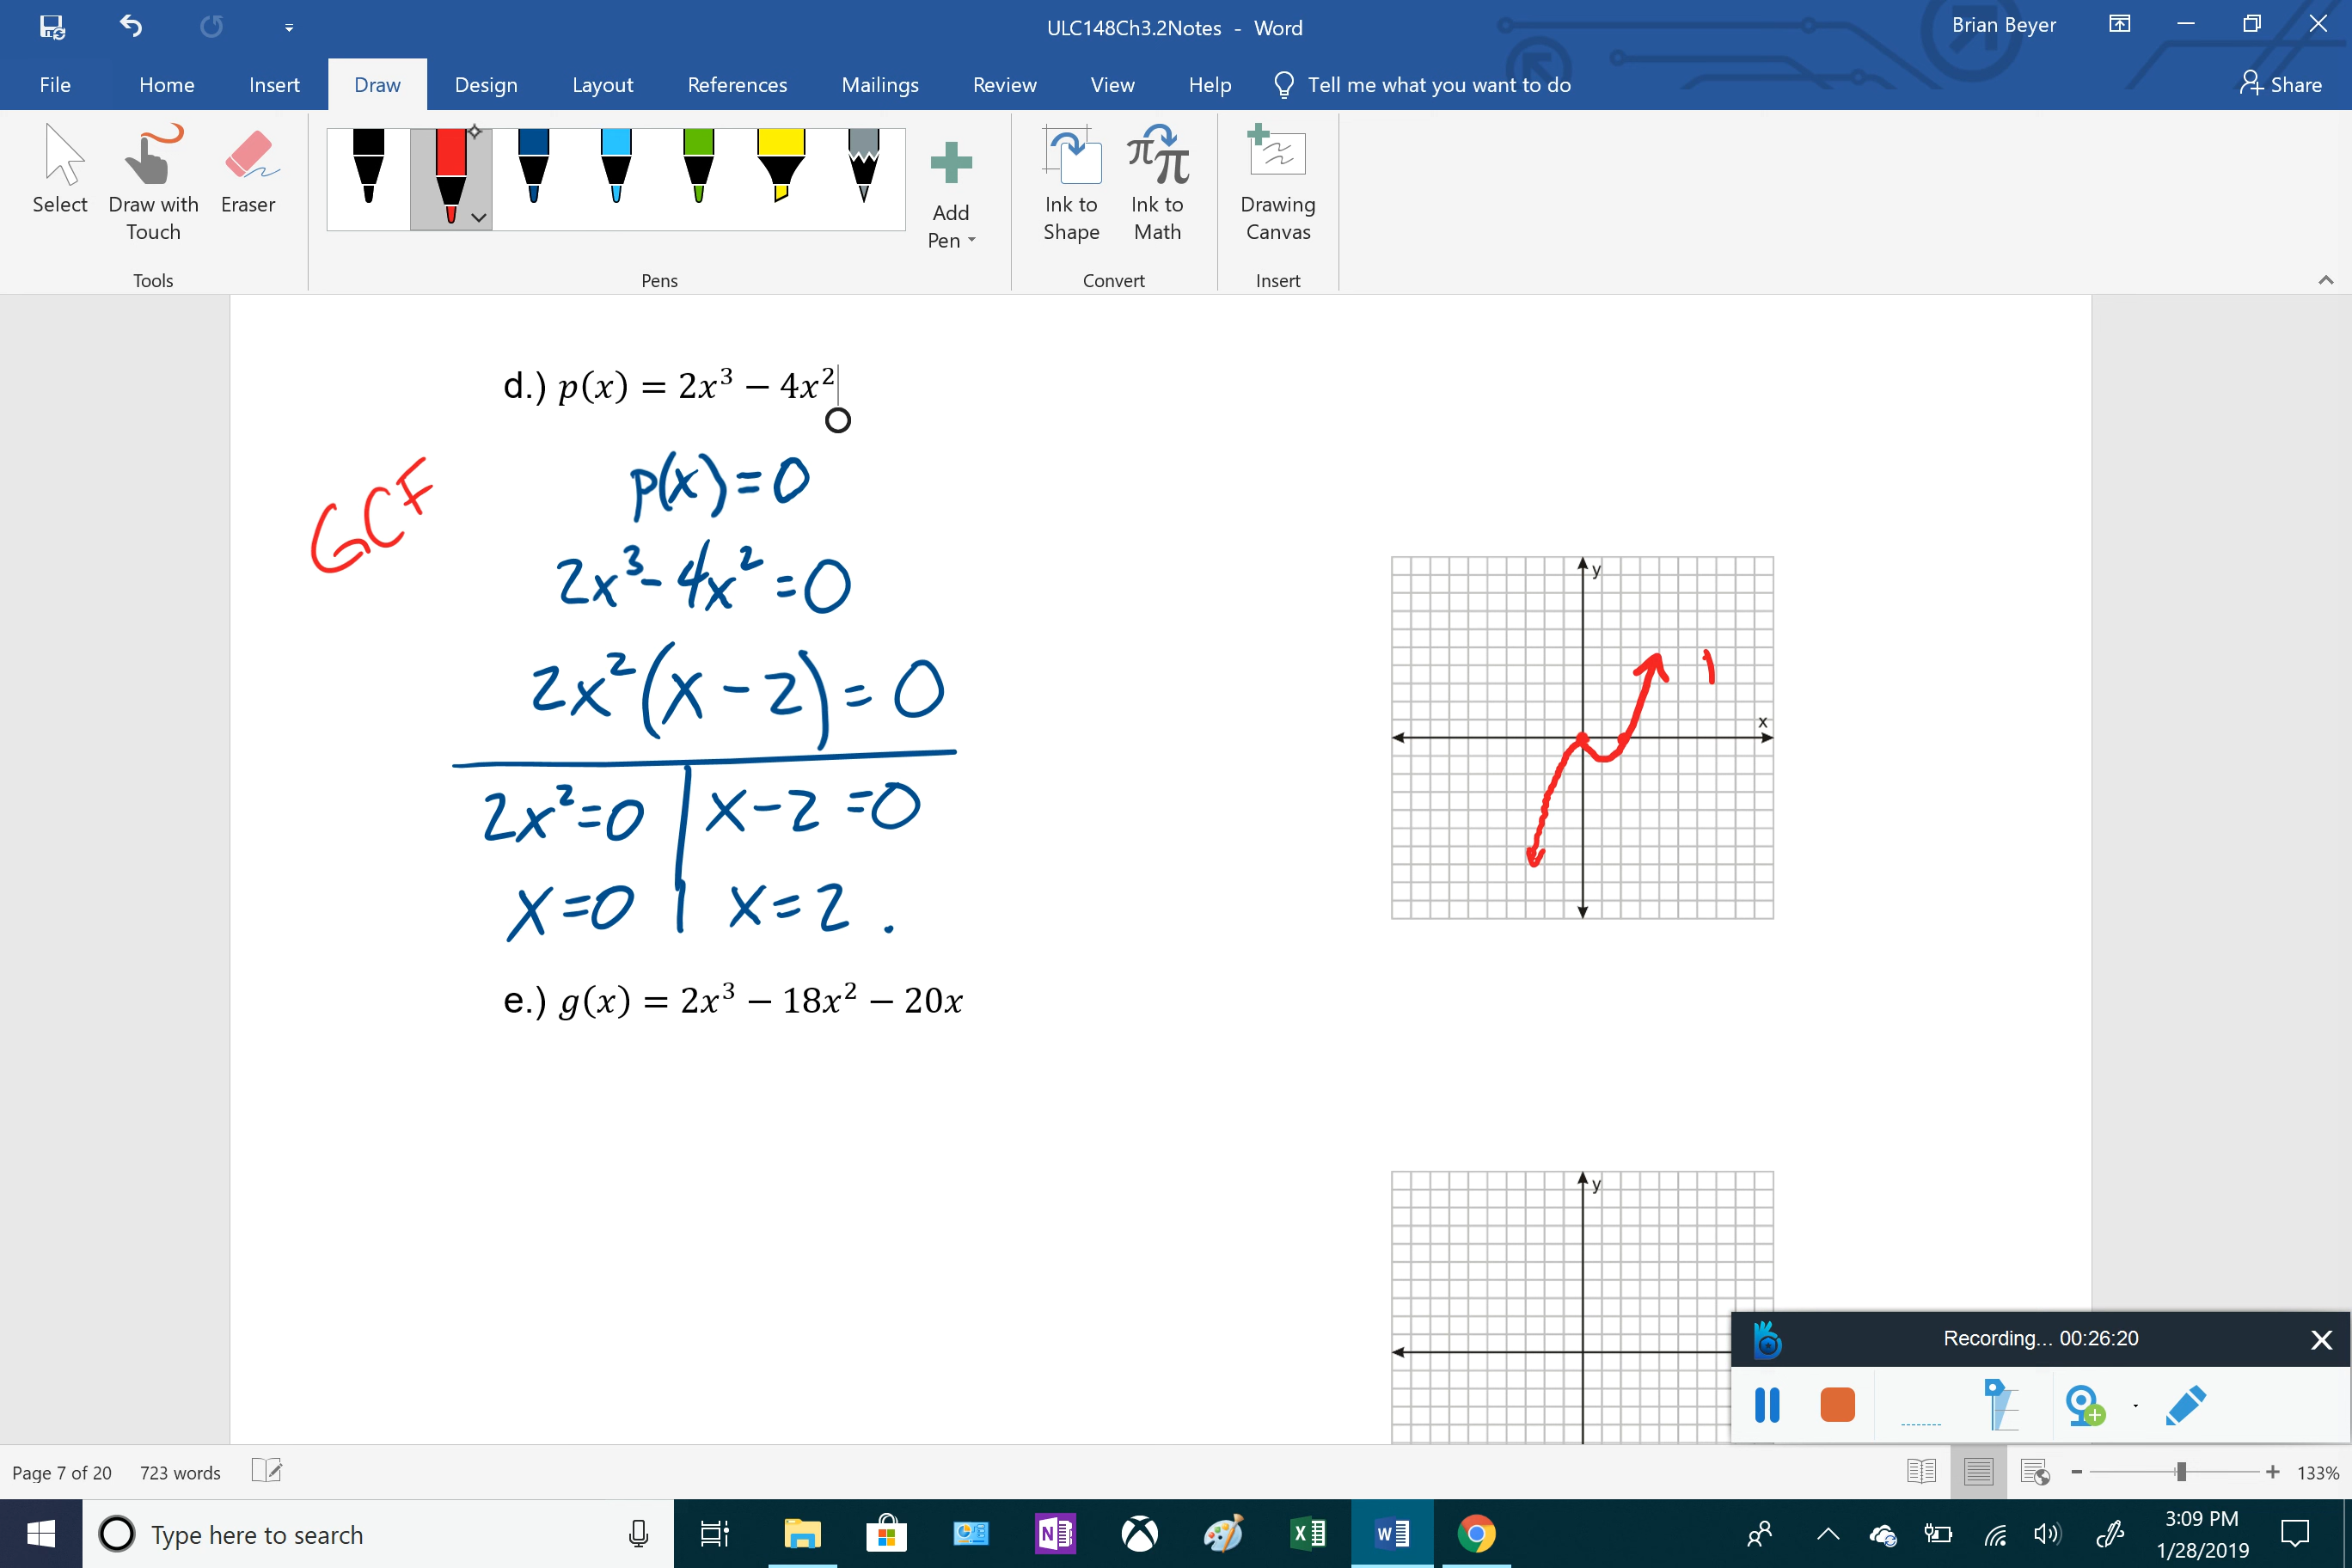 ULC148Ch3.2Notes - Word
Brian Beyer
File Home Insert Draw Design Layout References Mailings Review View Help Tell me what you want to do Share
Select Draw with Touch Eraser Add Pen Ink to Shape Ink to Math Drawing Canvas
Tools Pens Convert Insert
d.) p(x) = 2x³ − 4x²
GCF
p(x)=0
2x³-4x²=0
2x²(x-2)=0
2x²=0 | x-2=0
x=0 | x=2.
y
x
e.) g(x) = 2x³ − 18x² − 20x
y
Recording... 00:26:20
Page 7 of 20 723 words 133%
Type here to search
3:09 PM
1/28/2019